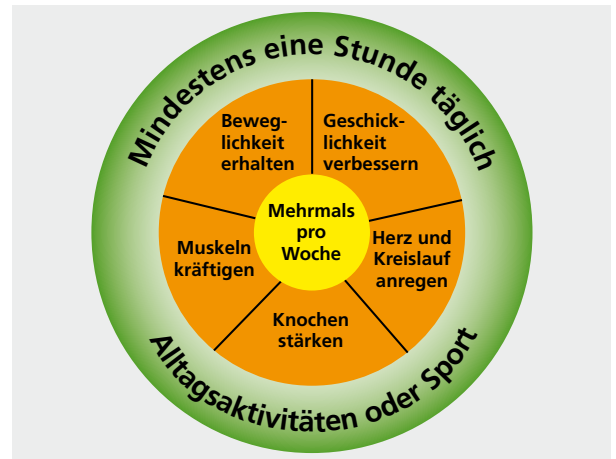 Mindestens eine Stunde täglich
Beweg-
lichkeit
erhalten
Geschick-
lichkeit
verbessern
Mehrmals
pro
Woche
Muskeln
kräftigen
Herz und
Kreislauf
anregen
Knochen
stärken
Alltagsaktivitäten oder Sport